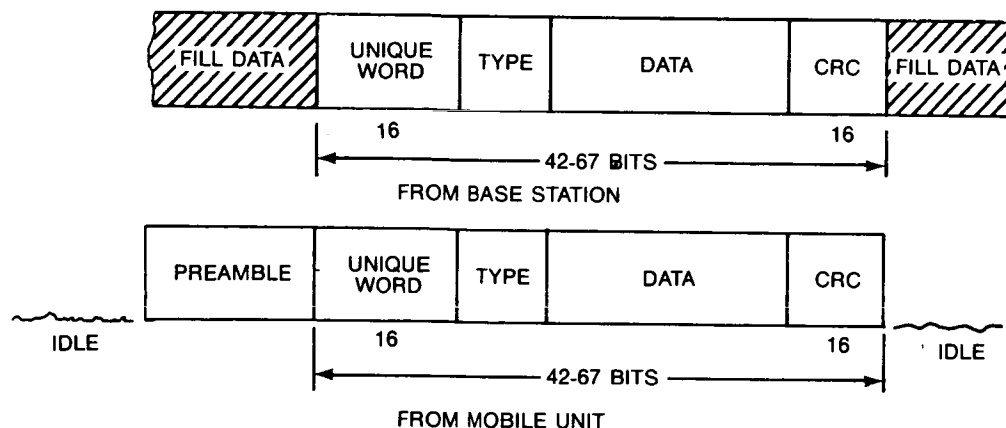 FILL DATA
UNIQUE
WORD
TYPE
DATA
CRC
FILL DATA
16
16
42-67 BITS
FROM BASE STATION
PREAMBLE
UNIQUE
WORD
TYPE
DATA
CRC
IDLE
16
16
IDLE
42-67 BITS
FROM MOBILE UNIT